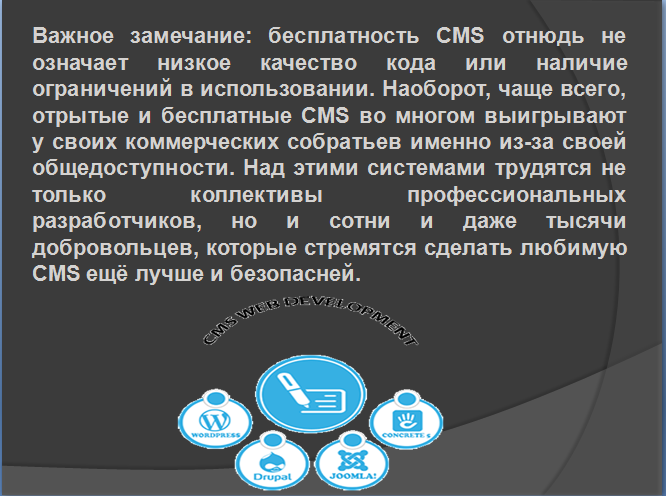 Важное замечание: бесплатность CMS отнюдь не
означает низкое качество кода или наличие
ограничений в использовании. Наоборот, чаще всего,
отрытые и бесплатные CMS во многом выигрывают
у своих коммерческих собратьев именно из-за своей
общедоступности. Над этими системами трудятся не
только коллективы профессиональных
разработчиков, но и сотни и даже тысячи
добровольцев, которые стремятся сделать любимую
CMS ещё лучше и безопасней.
CMS WEB DEVELOPMENT
WORDPRESS
CONCRETE 5
Drupal
JOOMLA!